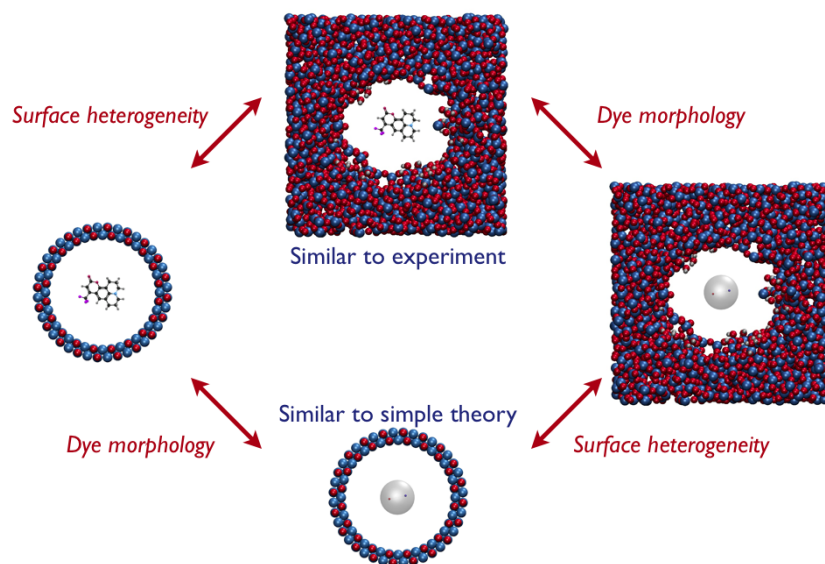 Surface heterogeneity
Dye morphology
Similar to experiment
Similar to simple theory
Dye morphology
Surface heterogeneity